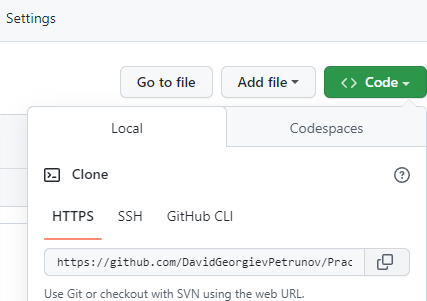 Settings
Go to file Add file <> Code
Local Codespaces
Clone
HTTPS SSH GitHub CLI
https://github.com/DavidGeorgievPetrunov/Prac
Use Git or checkout with SVN using the web URL.